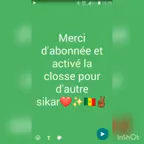 Merci
d'abonnée et
activé la
closse pour
d'autre
sikar❤️✨🇸🇳✌🏾
InShOt